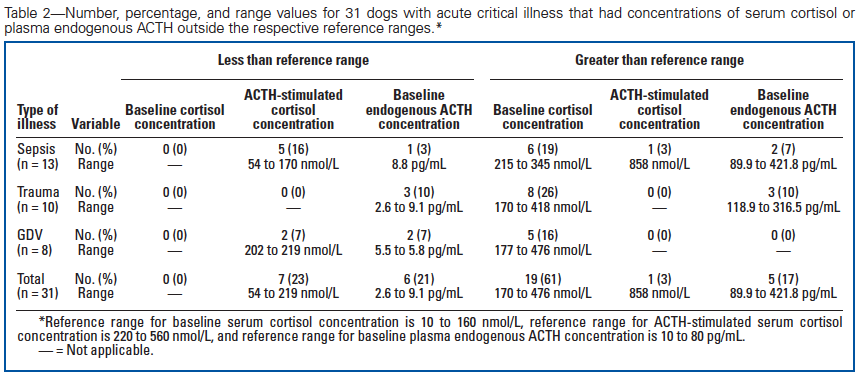 Table 2—Number, percentage, and range values for 31 dogs with acute critical illness that had concentrations of serum cortisol or
plasma endogenous ACTH outside the respective reference ranges.*
Less than reference range Greater than reference range
ACTH-stimulated Baseline ACTH-stimulated Baseline
Type of Baseline cortisol cortisol endogenous ACTH Baseline cortisol cortisol endogenous ACTH
illness Variable concentration concentration concentration concentration concentration concentration
Sepsis No. (%) 0 (0) 5 (16) 1 (3) 6 (19) 1 (3) 2 (7)
(n = 13) Range — 54 to 170 nmol/L 8.8 pg/mL 215 to 345 nmol/L 858 nmol/L 89.9 to 421.8 pg/mL
Trauma No. (%) 0 (0) 0 (0) 3 (10) 8 (26) 0 (0) 3 (10)
(n = 10) Range — — 2.6 to 9.1 pg/mL 170 to 418 nmol/L — 118.9 to 316.5 pg/mL
GDV No. (%) 0 (0) 2 (7) 2 (7) 5 (16) 0 (0) 0 (0)
(n = 8) Range — 202 to 219 nmol/L 5.5 to 5.8 pg/mL 177 to 476 nmol/L — —
Total No. (%) 0 (0) 7 (23) 6 (21) 19 (61) 1 (3) 5 (17)
(n = 31) Range — 54 to 219 nmol/L 2.6 to 9.1 pg/mL 170 to 476 nmol/L 858 nmol/L 89.9 to 421.8 pg/mL
*Reference range for baseline serum cortisol concentration is 10 to 160 nmol/L, reference range for ACTH-stimulated serum cortisol
concentration is 220 to 560 nmol/L, and reference range for baseline plasma endogenous ACTH concentration is 10 to 80 pg/mL.
— = Not applicable.